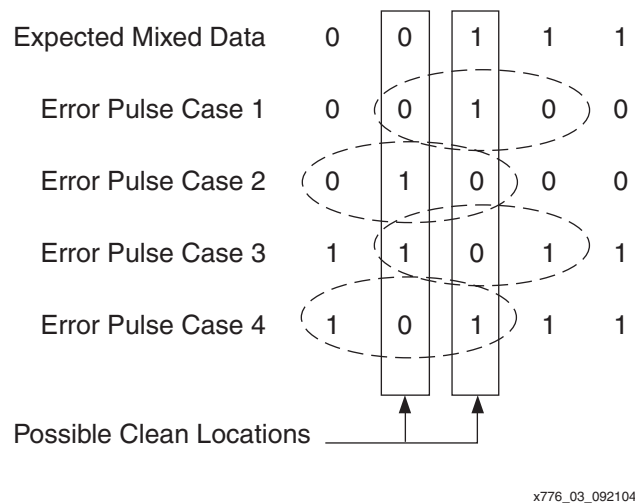 Expected Mixed Data 0 0 1 1 1
Error Pulse Case 1 0 0 1 0 0
Error Pulse Case 2 0 1 0 0 0
Error Pulse Case 3 1 1 0 1 1
Error Pulse Case 4 1 0 1 1 1
Possible Clean Locations
x776_03_092104